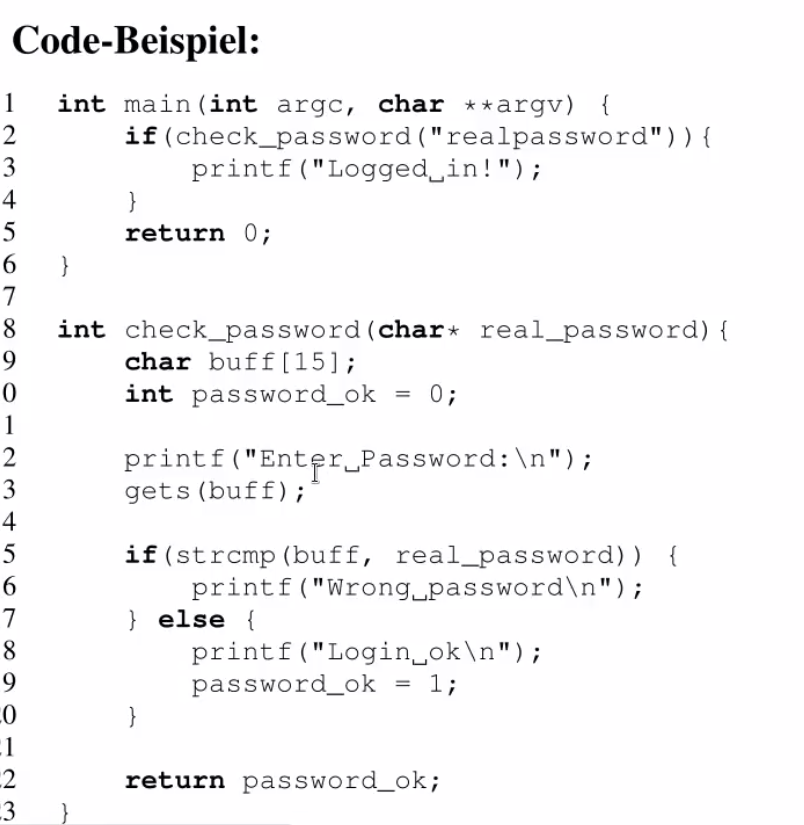 Code-Beispiel:
1 int main(int argc, char **argv) {
2 if(check_password("realpassword")){
3 printf("Logged␣in!");
4 }
5 return 0;
6 }
7
8 int check_password(char* real_password){
9 char buff[15];
0 int password_ok = 0;
1
2 printf("Enter␣Password:\n");
3 gets(buff);
4
5 if(strcmp(buff, real_password)) {
6 printf("Wrong␣password\n");
7 } else {
8 printf("Login␣ok\n");
9 password_ok = 1;
0 }
1
2 return password_ok;
3 }